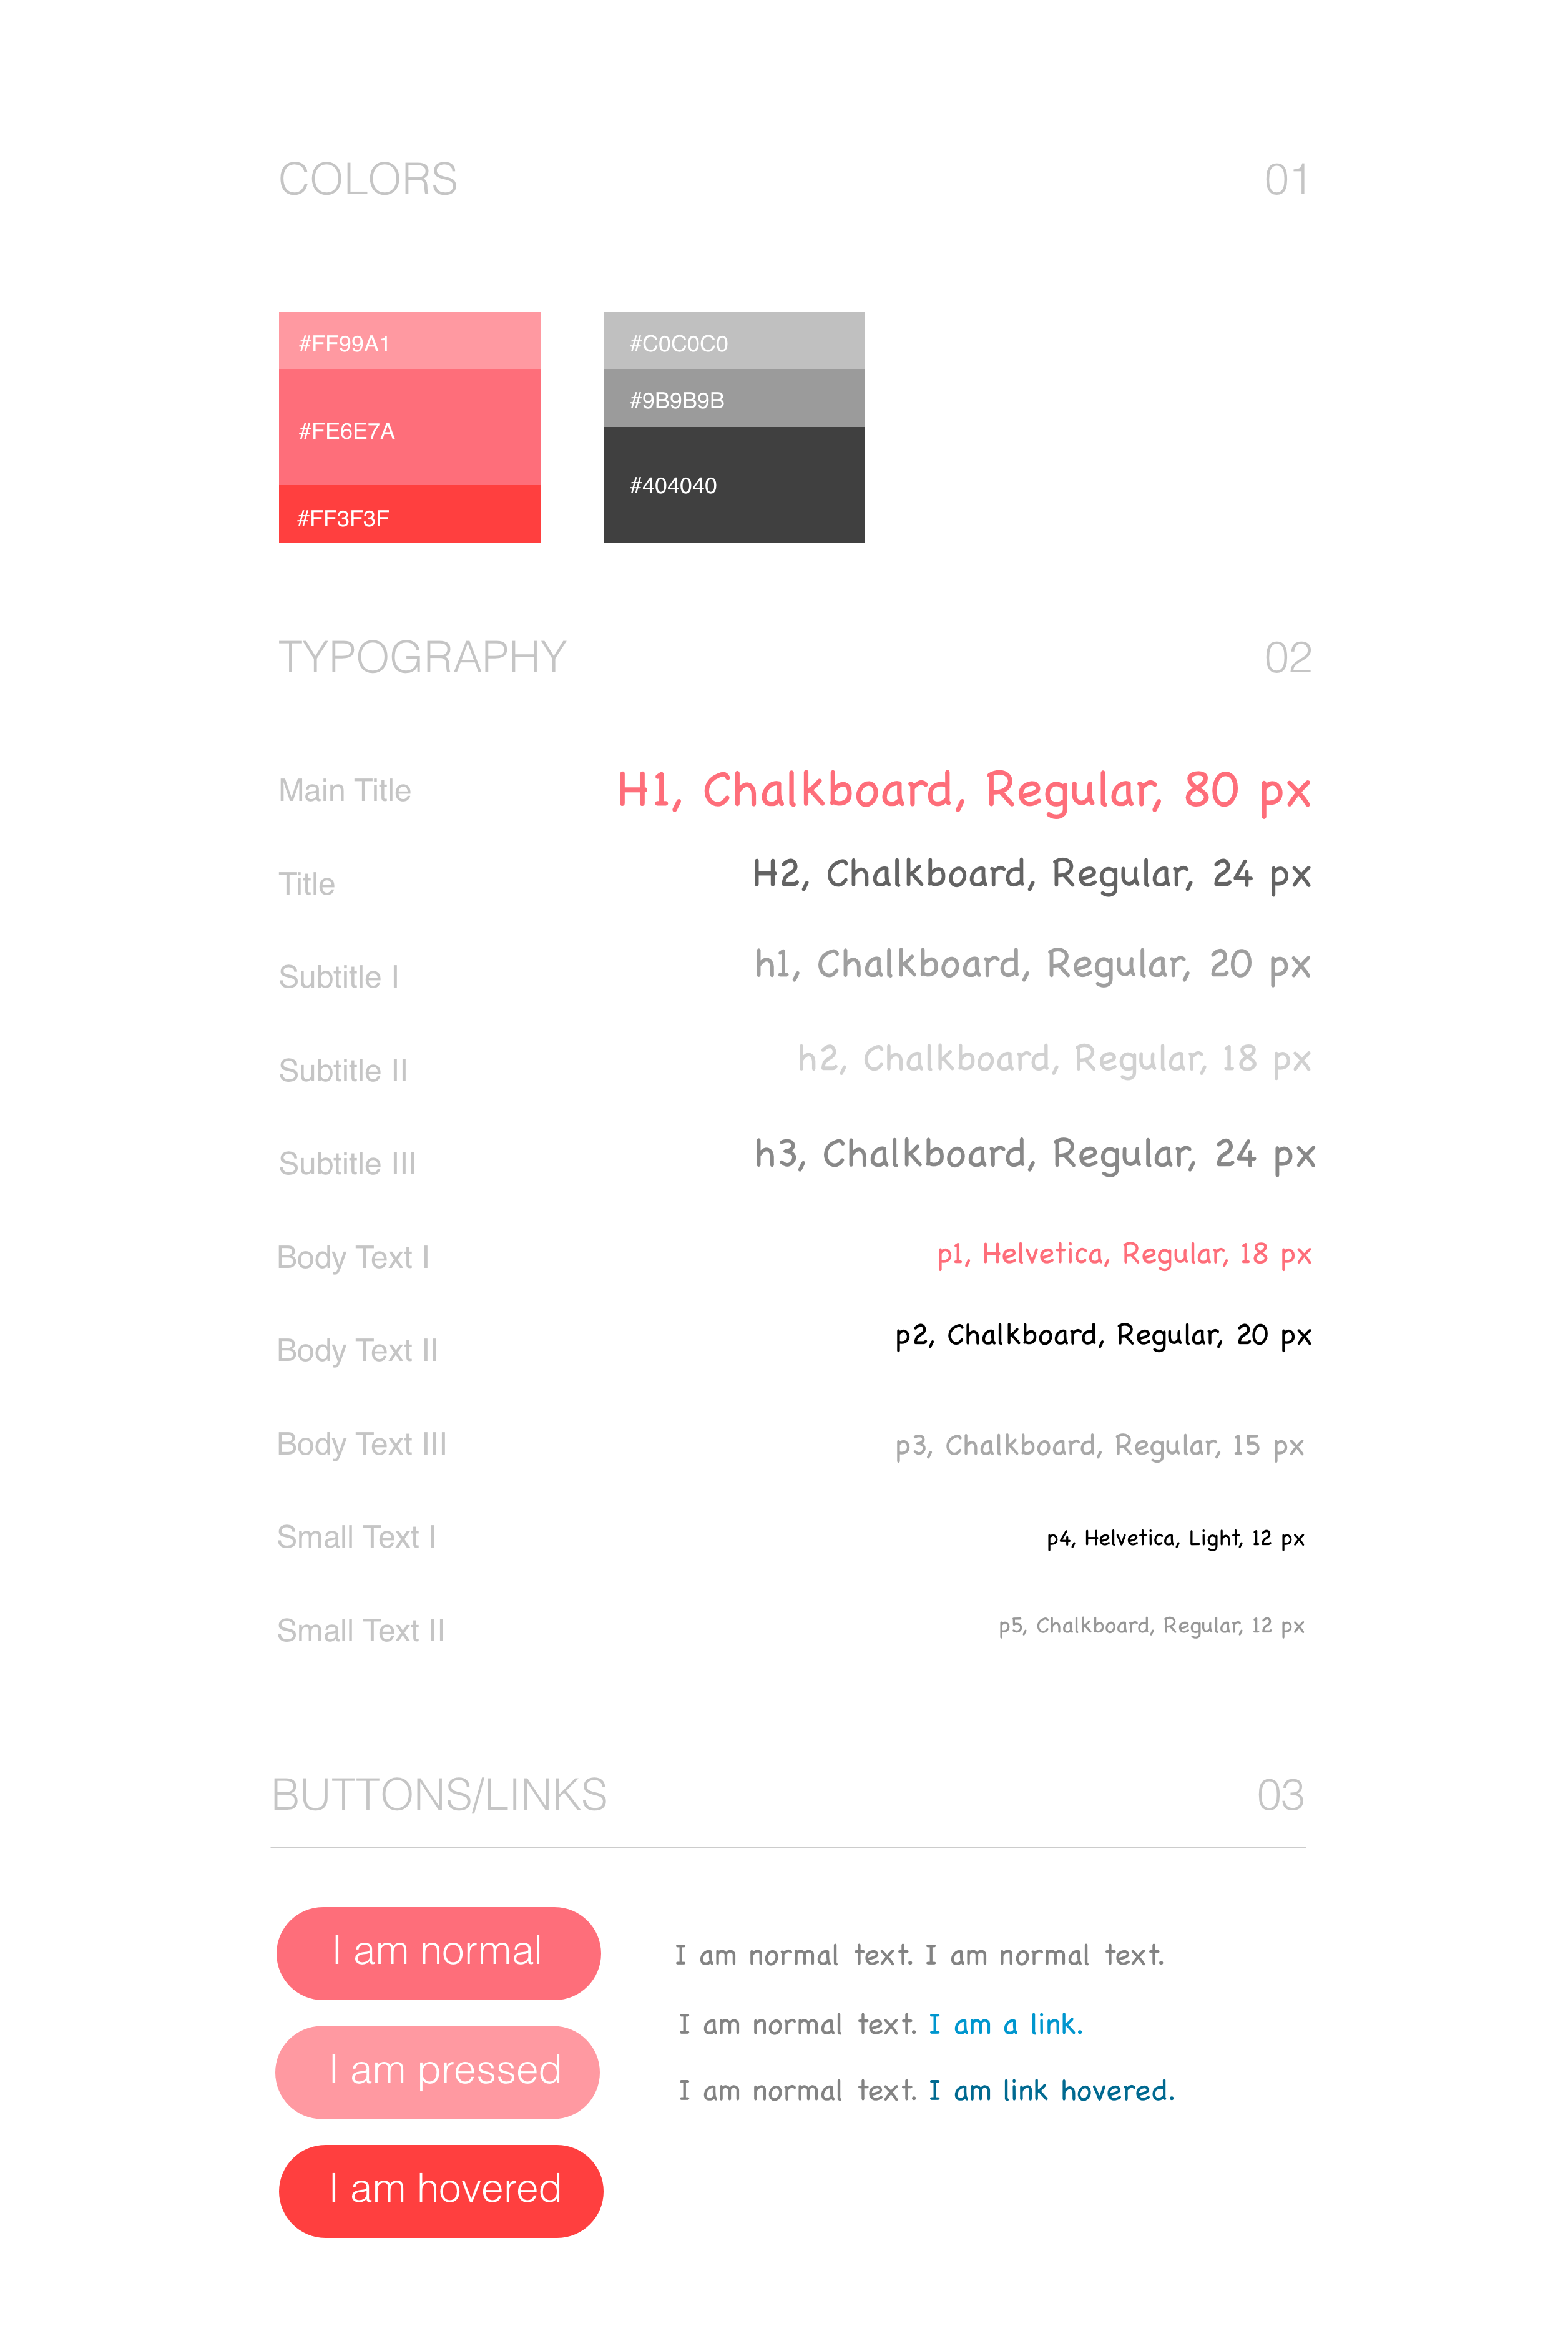 COLORS 01
#FF99A1
#FE6E7A
#FF3F3F
#C0C0C0
#9B9B9B
#404040
TYPOGRAPHY 02
Main Title H1, Chalkboard, Regular, 80 px
Title H2, Chalkboard, Regular, 24 px
Subtitle I h1, Chalkboard, Regular, 20 px
Subtitle II h2, Chalkboard, Regular, 18 px
Subtitle III h3, Chalkboard, Regular, 24 px
Body Text I p1, Helvetica, Regular, 18 px
Body Text II p2, Chalkboard, Regular, 20 px
Body Text III p3, Chalkboard, Regular, 15 px
Small Text I p4, Helvetica, Light, 12 px
Small Text II p5, Chalkboard, Regular, 12 px
BUTTONS/LINKS 03
I am normal
I am pressed
I am hovered
I am normal text. I am normal text.
I am normal text. I am a link.
I am normal text. I am link hovered.